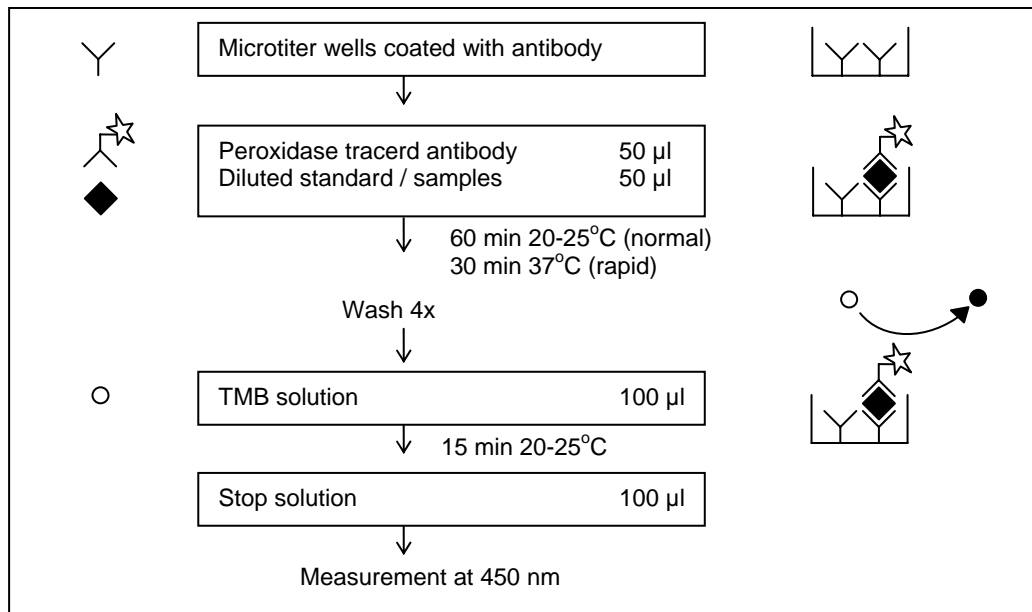 Microtiter wells coated with antibody
Peroxidase tracerd antibody 50 µl
Diluted standard / samples 50 µl
60 min 20-25°C (normal)
30 min 37°C (rapid)
Wash 4x
TMB solution 100 µl
15 min 20-25°C
Stop solution 100 µl
Measurement at 450 nm